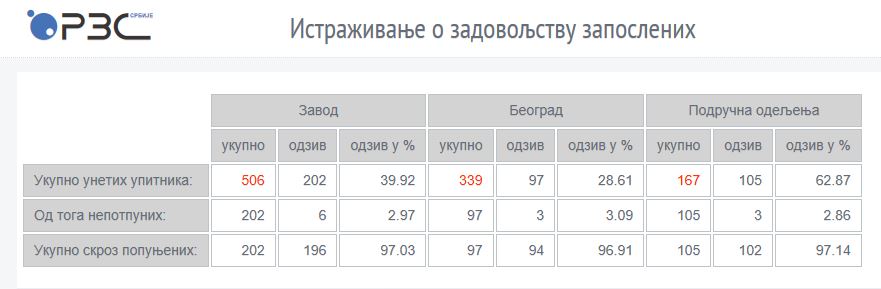 РЗС СРБИЈЕ
Истраживање о задовољству запослених
Завод Београд Подручна одељења
укупно одзив одзив у % укупно одзив одзив у % укупно одзив одзив у %
Укупно унетих упитника: 506 202 39.92 339 97 28.61 167 105 62.87
Од тога непотпуних: 202 6 2.97 97 3 3.09 105 3 2.86
Укупно скроз попуњених: 202 196 97.03 97 94 96.91 105 102 97.14